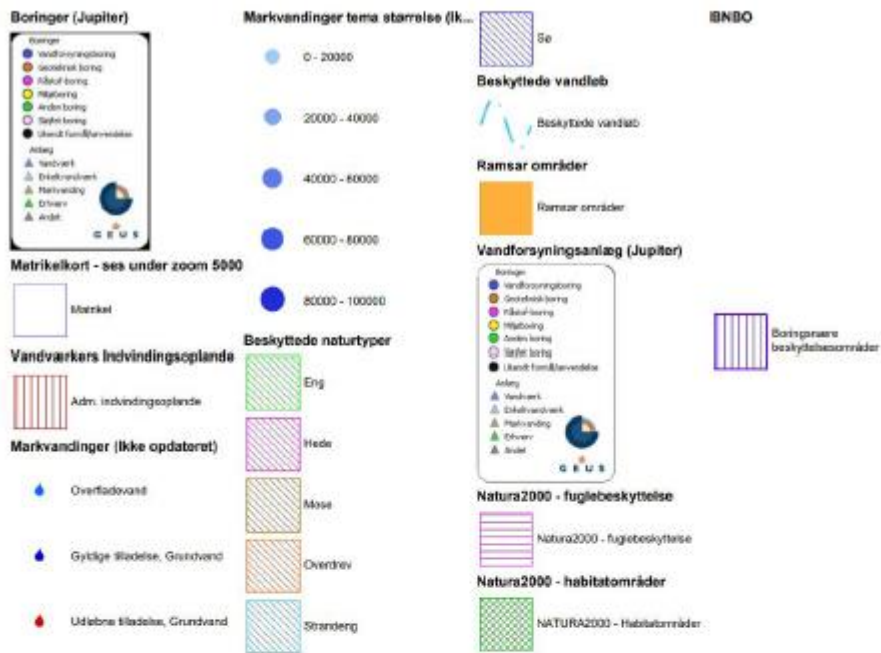 Boringer (Jupiter)
Boringer
Vandforsyningsboring
Geoteknisk boring
Råstof boring
Miljøboring
Anden boring
Sløjfet boring
Ukendt formål/anvendelse
Anlæg
Vandværk
Enkeltvandværk
Markvanding
Erhverv
Andet
GEUS
Matrikelkort - ses under zoom 5000
Matrikel
Vandværkers Indvindingsoplande
Adm. indvindingsoplande
Markvandinger (Ikke opdateret)
Overfladevand
Gyldige tilladelse, Grundvand
Udløbne tilladelse, Grundvand
Markvandinger tema størrelse (Ik...
0 - 20000
20000 - 40000
40000 - 60000
60000 - 80000
80000 - 100000
Beskyttede naturtyper
Eng
Hede
Mose
Overdrev
Strandeng
Sø
Beskyttede vandløb
Beskyttede vandløb
Ramsar områder
Ramsar områder
Vandforsyningsanlæg (Jupiter)
Boringer
Vandforsyningsboring
Geoteknisk boring
Råstof boring
Miljøboring
Anden boring
Sløjfet boring
Ukendt formål/anvendelse
Anlæg
Vandværk
Enkeltvandværk
Markvanding
Erhverv
Andet
GEUS
Natura2000 - fuglebeskyttelse
Natura2000 - fuglebeskyttelse
Natura2000 - habitatområder
NATURA2000 - Habitatområder
IBNBO
Boringsnære
beskyttelsesområder